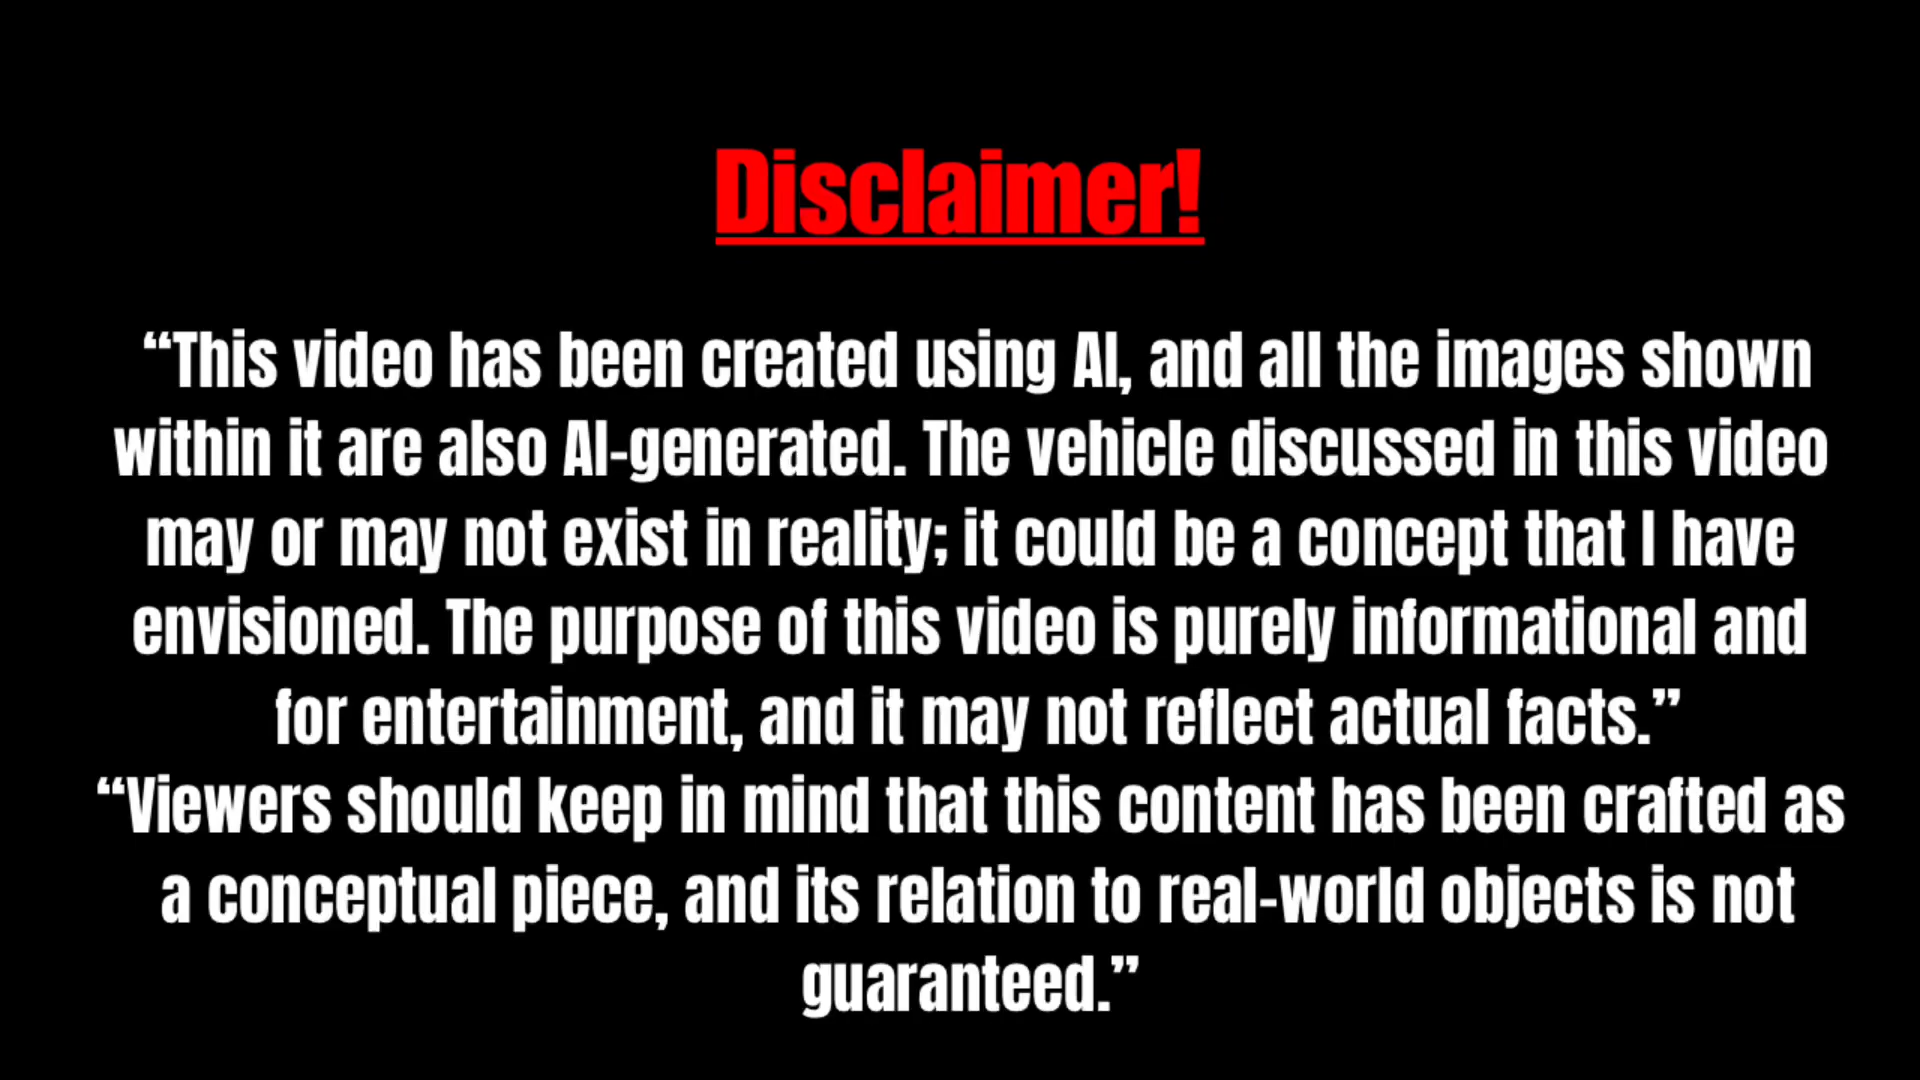 Disclaimer!
“This video has been created using AI, and all the images shown
within it are also AI-generated. The vehicle discussed in this video
may or may not exist in reality; it could be a concept that I have
envisioned. The purpose of this video is purely informational and
for entertainment, and it may not reflect actual facts.”
“Viewers should keep in mind that this content has been crafted as
a conceptual piece, and its relation to real-world objects is not
guaranteed.”